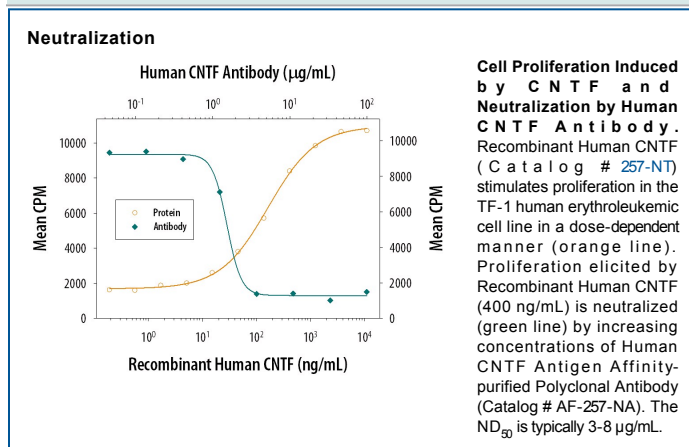 Neutralization
Human CNTF Antibody (µg/mL)
10⁻¹ 10⁰ 10¹ 10²
10000 10000
8000 8000
6000 6000
4000 4000
2000 2000
0 0
Mean CPM
Mean CPM
Protein
Antibody
10⁰ 10¹ 10² 10³ 10⁴
Recombinant Human CNTF (ng/mL)
Cell Proliferation Induced
by CNTF and
Neutralization by Human
CNTF Antibody.
Recombinant Human CNTF
(Catalog # 257-NT)
stimulates proliferation in the
TF-1 human erythroleukemic
cell line in a dose-dependent
manner (orange line).
Proliferation elicited by
Recombinant Human CNTF
(400 ng/mL) is neutralized
(green line) by increasing
concentrations of Human
CNTF Antigen Affinity-
purified Polyclonal Antibody
(Catalog # AF-257-NA). The
ND₅₀ is typically 3-8 µg/mL.